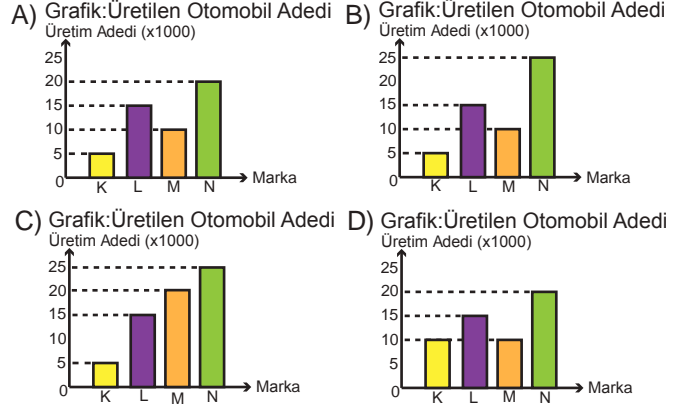 A) Grafik:Üretilen Otomobil Adedi
Üretim Adedi (x1000)
25
20
15
10
5
0
K L M N
Marka
B) Grafik:Üretilen Otomobil Adedi
Üretim Adedi (x1000)
25
20
15
10
5
0
K L M N
Marka
C) Grafik:Üretilen Otomobil Adedi
Üretim Adedi (x1000)
25
20
15
10
5
0
K L M N
Marka
D) Grafik:Üretilen Otomobil Adedi
Üretim Adedi (x1000)
25
20
15
10
5
0
K L M N
Marka